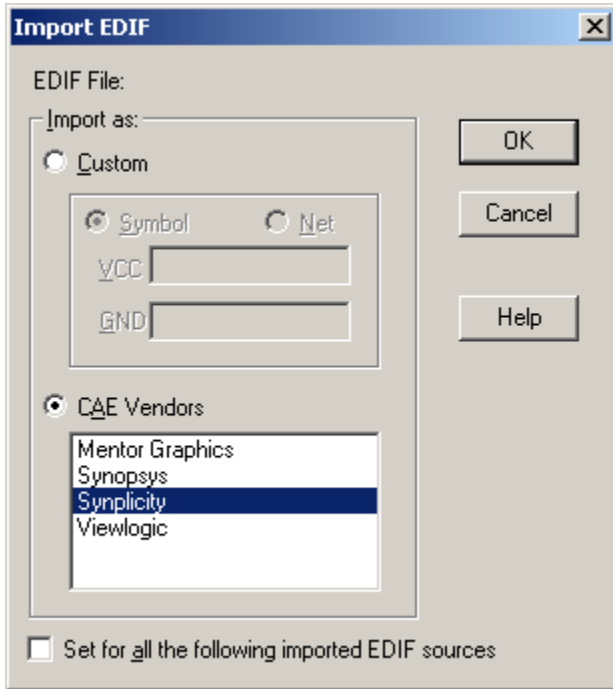 Import EDIF
EDIF File:
Import as:
OK
Custom
Cancel
Symbol Net
VCC
GND
Help
CAE Vendors
Mentor Graphics
Synopsys
Synplicity
Viewlogic
Set for all the following imported EDIF sources